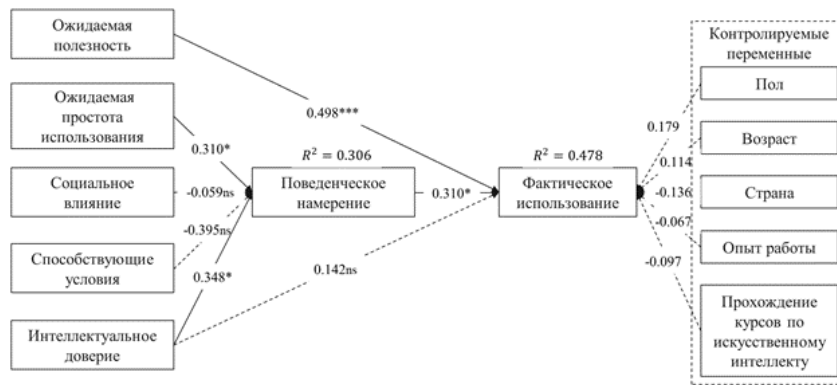 Ожидаемая
полезность
Ожидаемая
простота
использования
Социальное
влияние
Способствующие
условия
Интеллектуальное
доверие
0.498***
0.310*
-0.059ns
-0.395ns
0.348*
R² = 0.306
Поведенческое
намерение
0.310*
0.142ns
R² = 0.478
Фактическое
использование
0.179
0.114
-0.136
-0.067
-0.097
Контролируемые
переменные
Пол
Возраст
Страна
Опыт работы
Прохождение
курсов по
искусственному
интеллекту